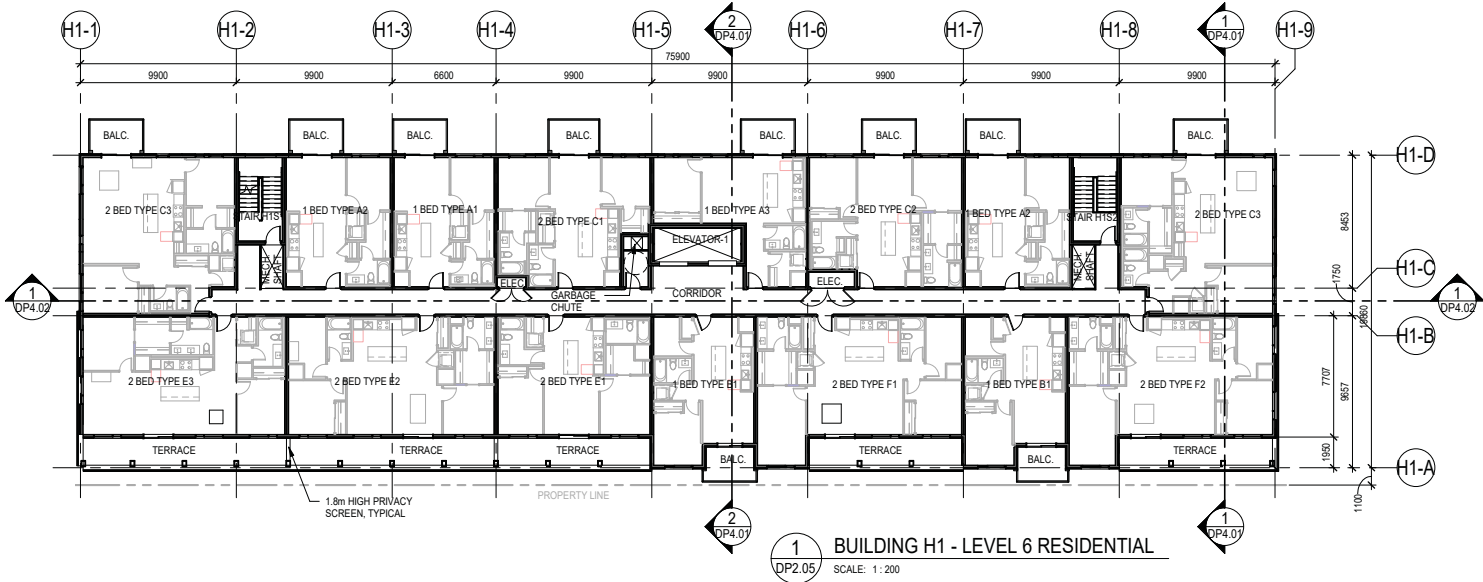 H1-1
H1-2
H1-3
H1-4
H1-5
2
DP4.01
H1-6
H1-7
H1-8
1
DP4.01
H1-9
75900
9900
9900
6600
9900
9900
9900
9900
9900
BALC.
BALC.
BALC.
BALC.
BALC.
BALC.
BALC.
BALC.
H1-D
2 BED TYPE C3
STAIR H1S1
1 BED TYPE A2
1 BED TYPE A1
2 BED TYPE C1
1 BED TYPE A3
2 BED TYPE C2
1 BED TYPE A2
STAIR H1S2
2 BED TYPE C3
8453
ELEVATOR-1
MECH
SHAFT
MECH
SHAFT
ELEC.
ELEC.
GARBAGE
CHUTE
CORRIDOR
1750
H1-C
1
DP4.02
1
DP4.02
H1-B
2 BED TYPE E3
2 BED TYPE E2
2 BED TYPE E1
1 BED TYPE B1
2 BED TYPE F1
1 BED TYPE B1
2 BED TYPE F2
7707
9657
TERRACE
TERRACE
TERRACE
BALC.
TERRACE
BALC.
TERRACE
1950
H1-A
1.8m HIGH PRIVACY
SCREEN, TYPICAL
PROPERTY LINE
1100
2
DP4.01
1
DP4.01
1
DP2.05
BUILDING H1 - LEVEL 6 RESIDENTIAL
SCALE: 1 : 200